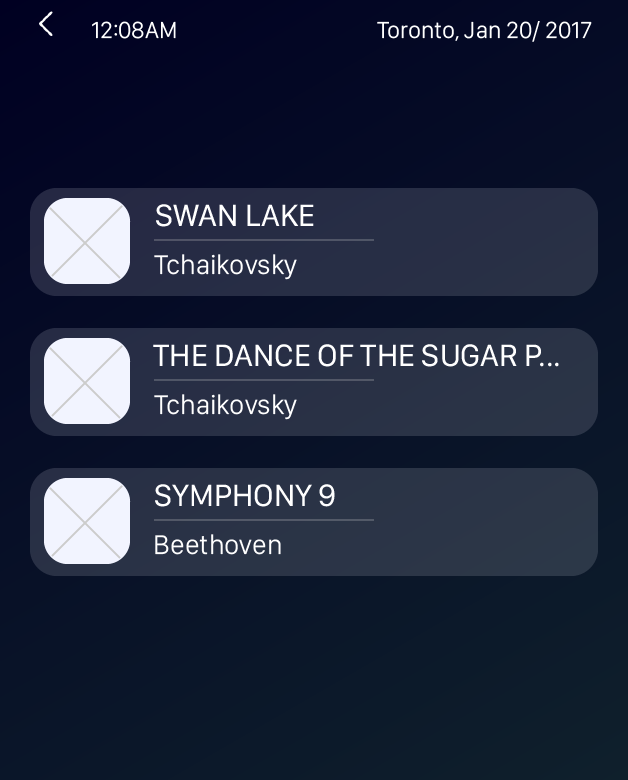 12:08AM Toronto, Jan 20/ 2017
SWAN LAKE
Tchaikovsky
THE DANCE OF THE SUGAR P...
Tchaikovsky
SYMPHONY 9
Beethoven